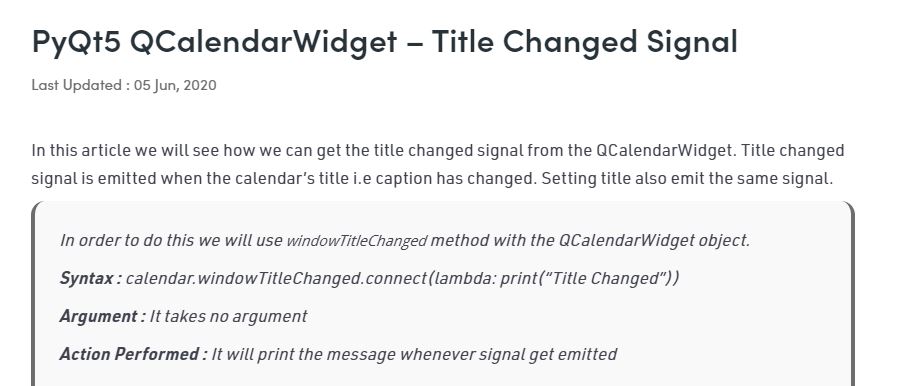 PyQt5 QCalendarWidget – Title Changed Signal
Last Updated : 05 Jun, 2020
In this article we will see how we can get the title changed signal from the QCalendarWidget. Title changed
signal is emitted when the calendar’s title i.e caption has changed. Setting title also emit the same signal.
In order to do this we will use windowTitleChanged method with the QCalendarWidget object.
Syntax : calendar.windowTitleChanged.connect(lambda: print(“Title Changed”))
Argument : It takes no argument
Action Performed : It will print the message whenever signal get emitted